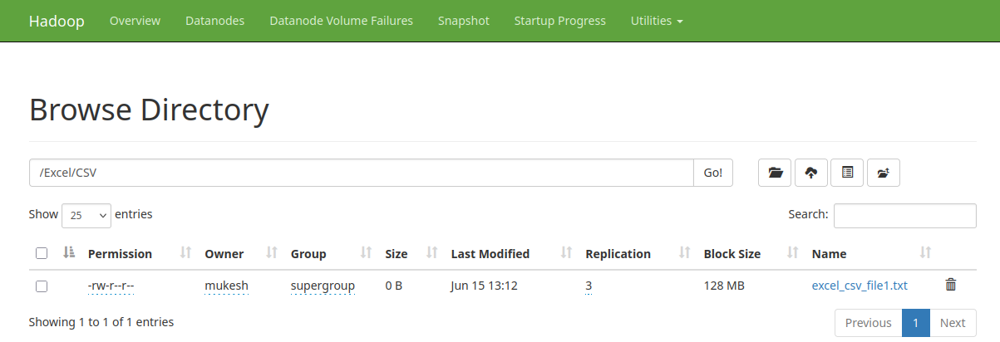 Hadoop Overview Datanodes Datanode Volume Failures Snapshot Startup Progress Utilities
Browse Directory
/Excel/CSV Go!
Show 25 entries Search:
Permission Owner Group Size Last Modified Replication Block Size Name
-rw-r--r-- mukesh supergroup 0 B Jun 15 13:12 3 128 MB excel_csv_file1.txt
Showing 1 to 1 of 1 entries Previous 1 Next